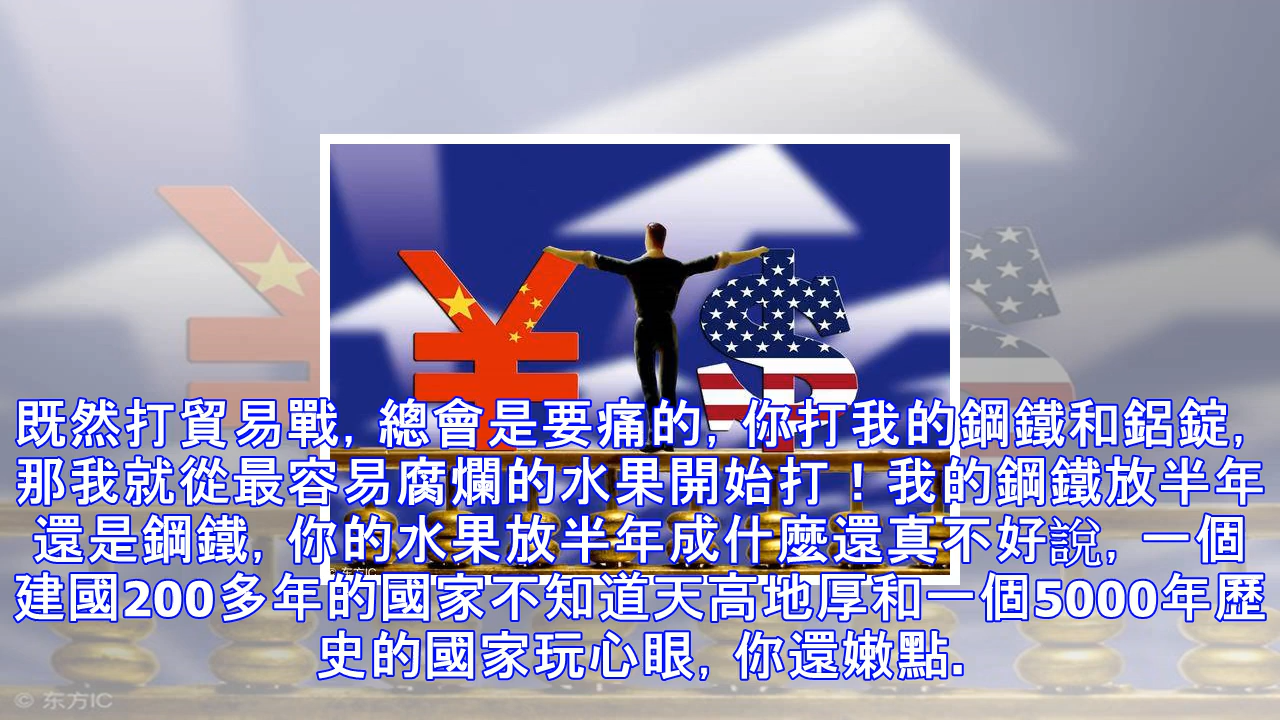 既然打貿易戰, 總會是要痛的, 你打我的鋼鐵和鋁錠,
那我就從最容易腐爛的水果開始打！我的鋼鐵放半年
還是鋼鐵, 你的水果放半年成什麼還真不好說, 一個
建國200多年的國家不知道天高地厚和一個5000年歷
史的國家玩心眼, 你還嫩點.
© 东方IC